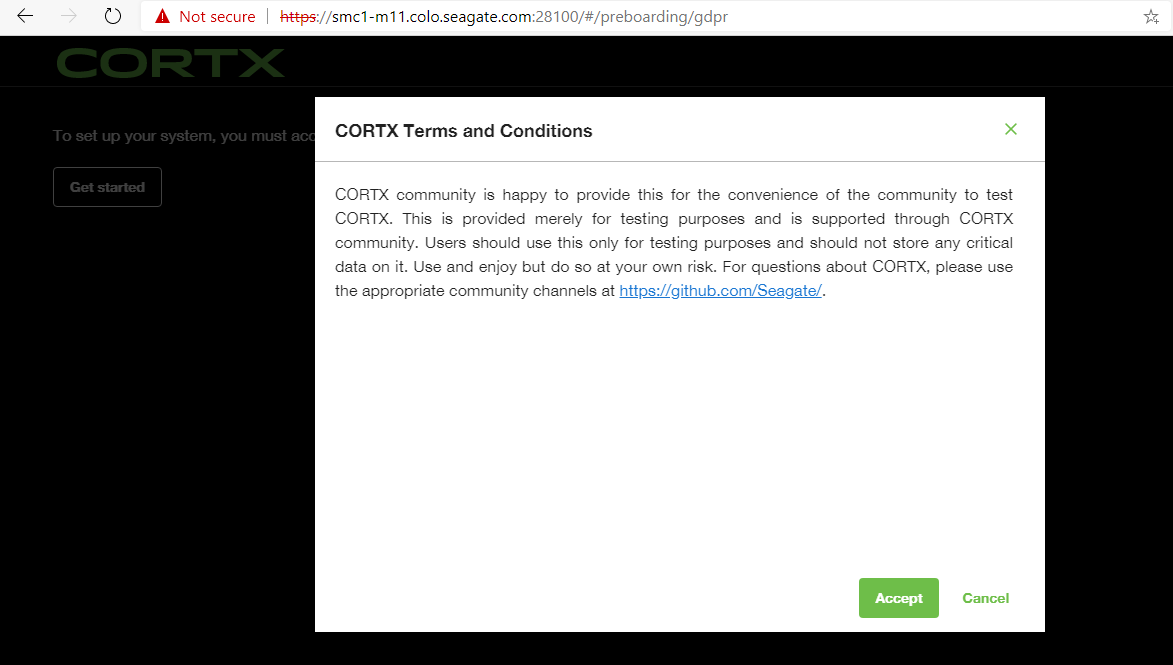 Not secure https://smc1-m11.colo.seagate.com:28100/#/preboarding/gdpr
CORTX
To set up your system, you must acc
Get started
CORTX Terms and Conditions
CORTX community is happy to provide this for the convenience of the community to test
CORTX. This is provided merely for testing purposes and is supported through CORTX
community. Users should use this only for testing purposes and should not store any critical
data on it. Use and enjoy but do so at your own risk. For questions about CORTX, please use
the appropriate community channels at https://github.com/Seagate/.
Accept Cancel